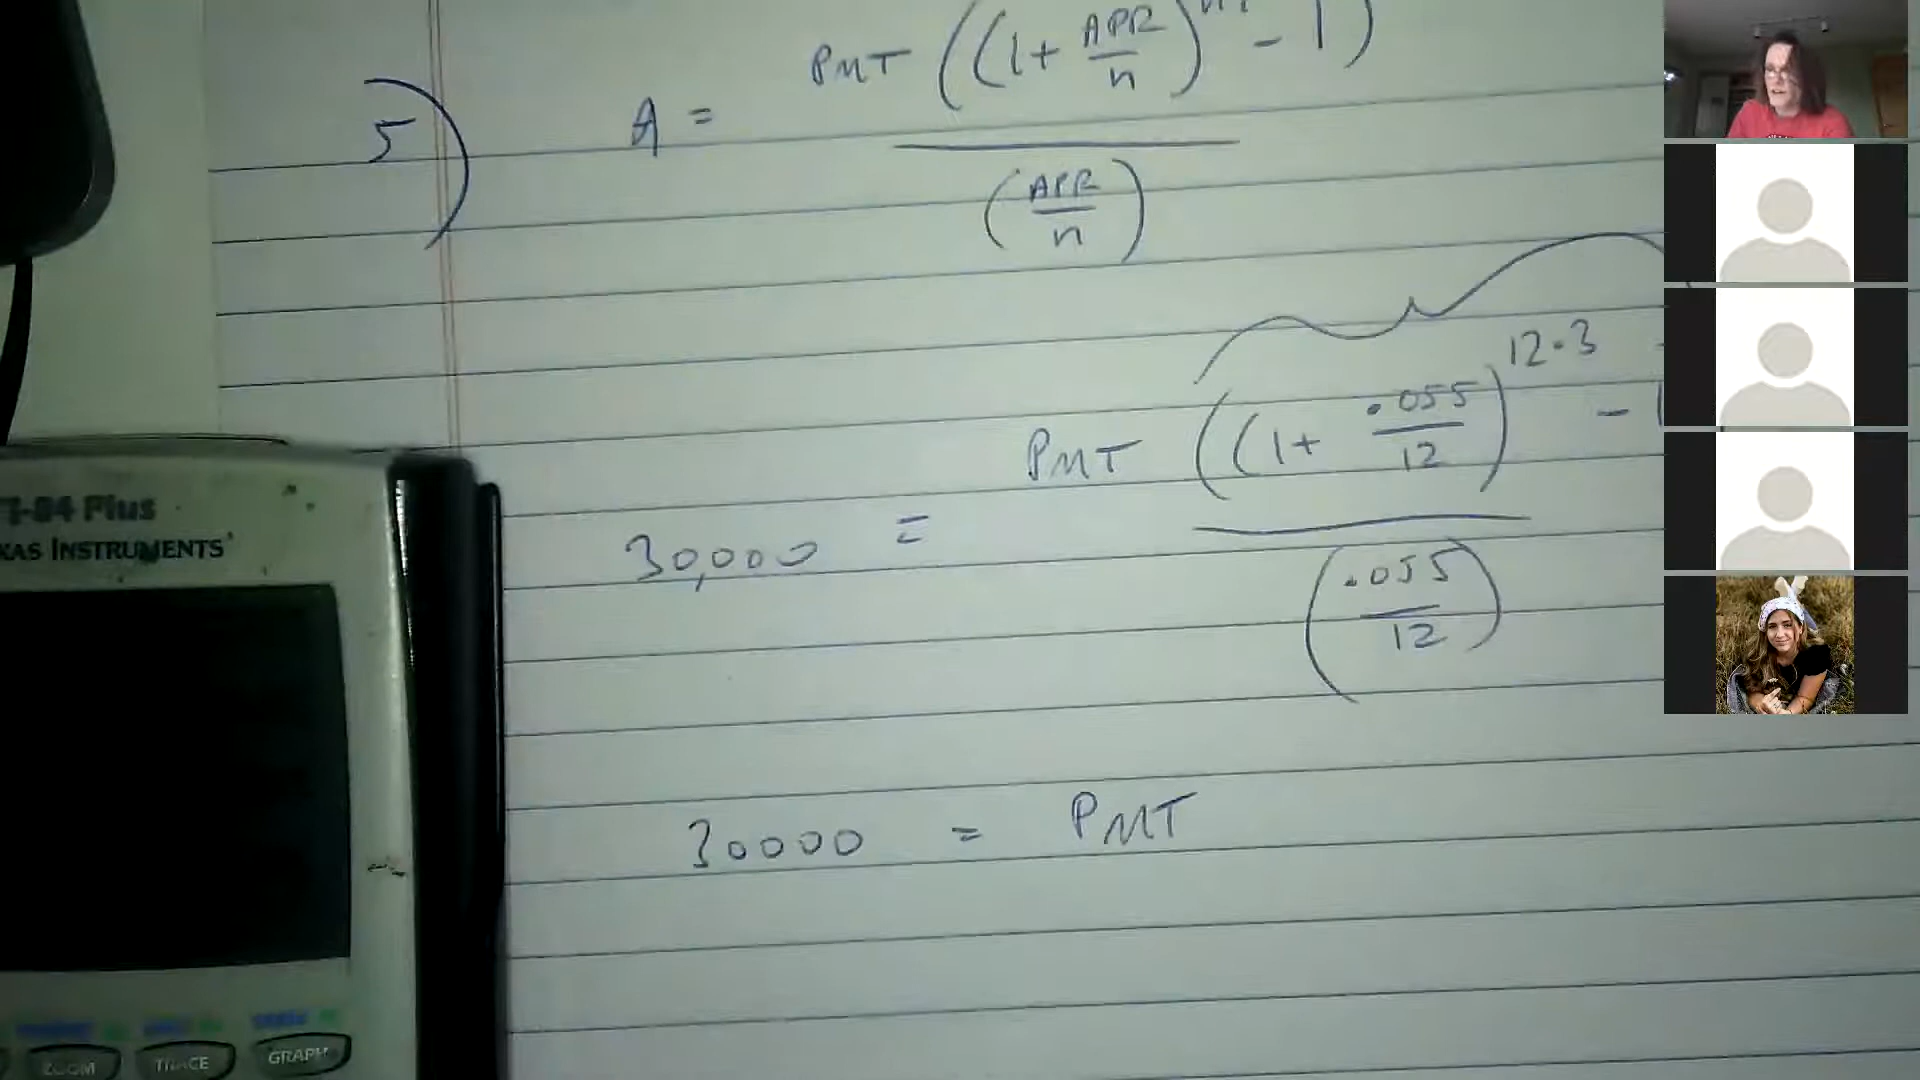 5)
A = PMT ((1 + APR/n)^nt - 1)
(APR/n)
30,000 = PMT ((1 + .055/12)^12·3 - 1
(.055/12)
30000 = PMT
TI-84 Plus
TEXAS INSTRUMENTS
ZOOM TRACE GRAPH